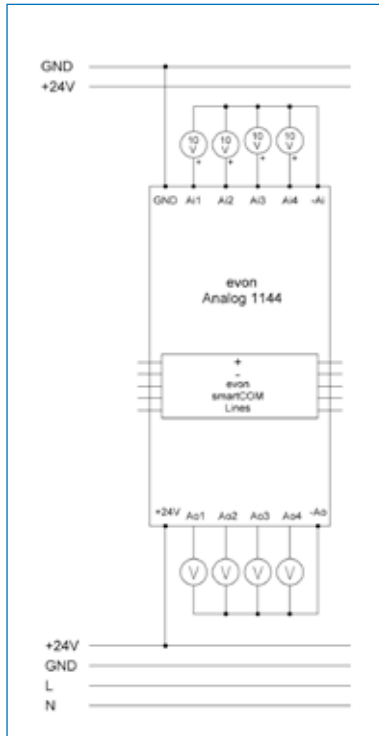 GND
+24V
10 V + 10 V + 10 V + 10 V +
GND Ai1 Ai2 Ai3 Ai4 -Ai
evon
Analog 1144
+
-
evon
smartCOM
Lines
+24V Ao1 Ao2 Ao3 Ao4 -Ao
V V V V
+24V
GND
L
N